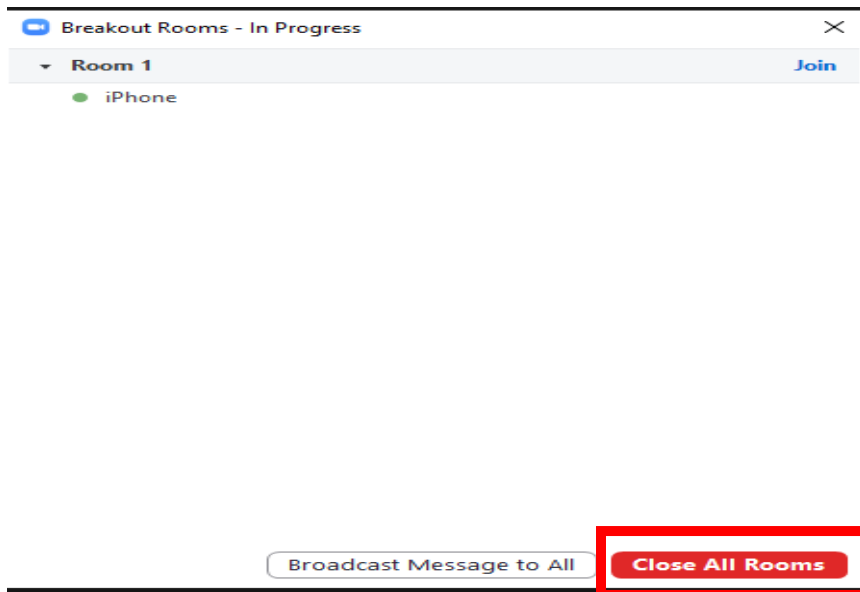 Breakout Rooms - In Progress
Room 1 Join
iPhone
Broadcast Message to All Close All Rooms